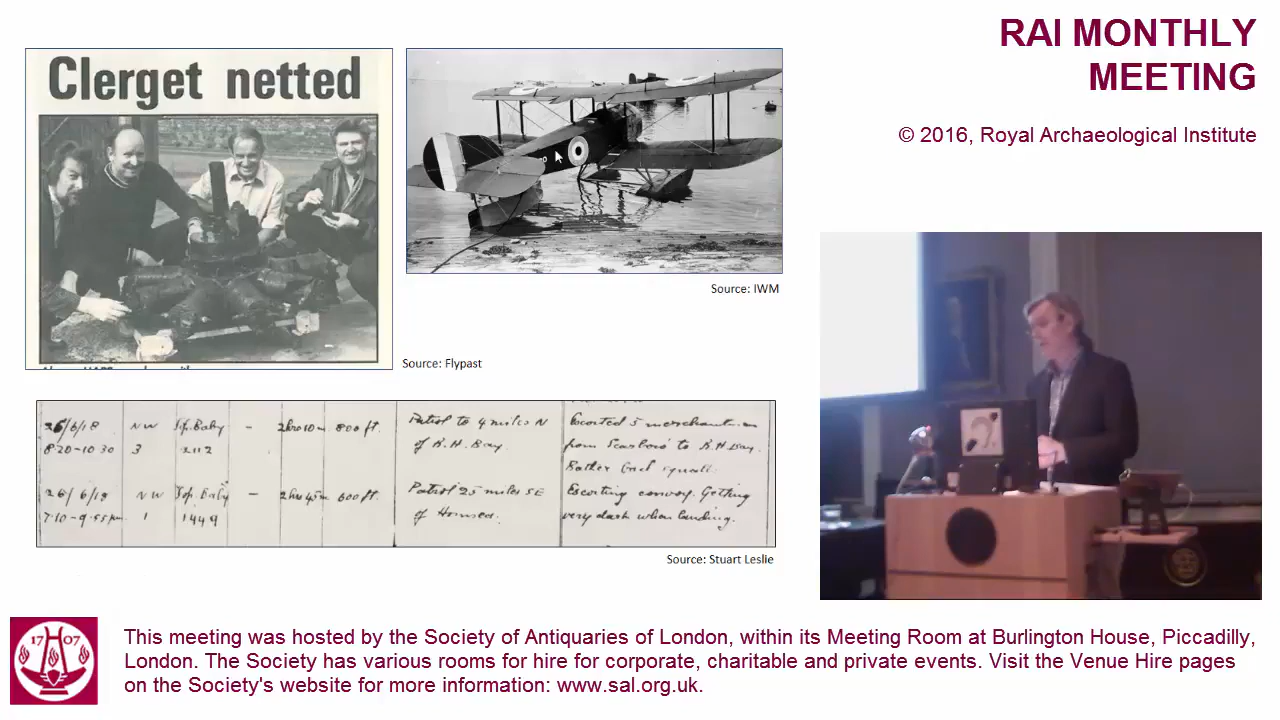 RAI MONTHLY
MEETING
© 2016, Royal Archaeological Institute
Clerget netted
Source: IWM
Source: Flypast
26/6/18 NW Sop. Baby - 2hrs10m 800 ft. Patrol to 4 miles N Escorted 5 merchantmen
8.20-10 30 3 2112 of R.H. Bay. from Scarboro' to R.H Bay.
Rather bad squall.
26/6/18 NW Sop. Baby - 2hrs 45m 600 ft. Patrol 25 miles SE Escorting convoy. Getting
7.10-9.55pm 1 1449 of Hornsea. very dark when landing.
Source: Stuart Leslie
17 07
This meeting was hosted by the Society of Antiquaries of London, within its Meeting Room at Burlington House, Piccadilly,
London. The Society has various rooms for hire for corporate, charitable and private events. Visit the Venue Hire pages
on the Society's website for more information: www.sal.org.uk.